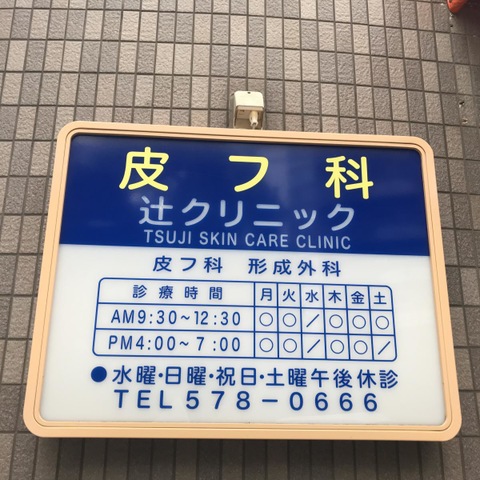 皮フ科
辻クリニック
TSUJI SKIN CARE CLINIC
皮フ科 形成外科
診療時間 月 火 水 木 金 土
AM9:30~12:30 ○ ○ / ○ ○ ○
PM4:00~7:00 ○ ○ / ○ ○ /
●水曜・日曜・祝日・土曜午後休診
TEL578-0666